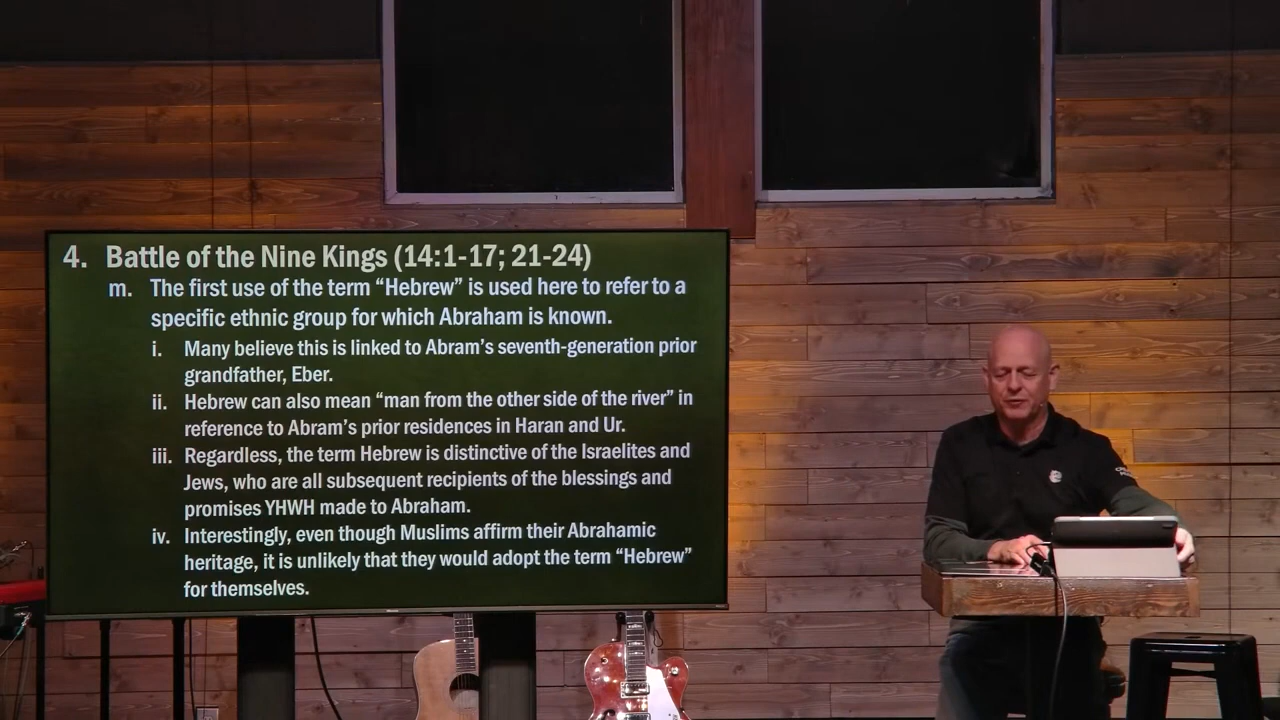 4. Battle of the Nine Kings (14:1-17; 21-24)
m. The first use of the term “Hebrew” is used here to refer to a
specific ethnic group for which Abraham is known.
i. Many believe this is linked to Abram’s seventh-generation prior
grandfather, Eber.
ii. Hebrew can also mean “man from the other side of the river” in
reference to Abram’s prior residences in Haran and Ur.
iii. Regardless, the term Hebrew is distinctive of the Israelites and
Jews, who are all subsequent recipients of the blessings and
promises YHWH made to Abraham.
iv. Interestingly, even though Muslims affirm their Abrahamic
heritage, it is unlikely that they would adopt the term “Hebrew”
for themselves.